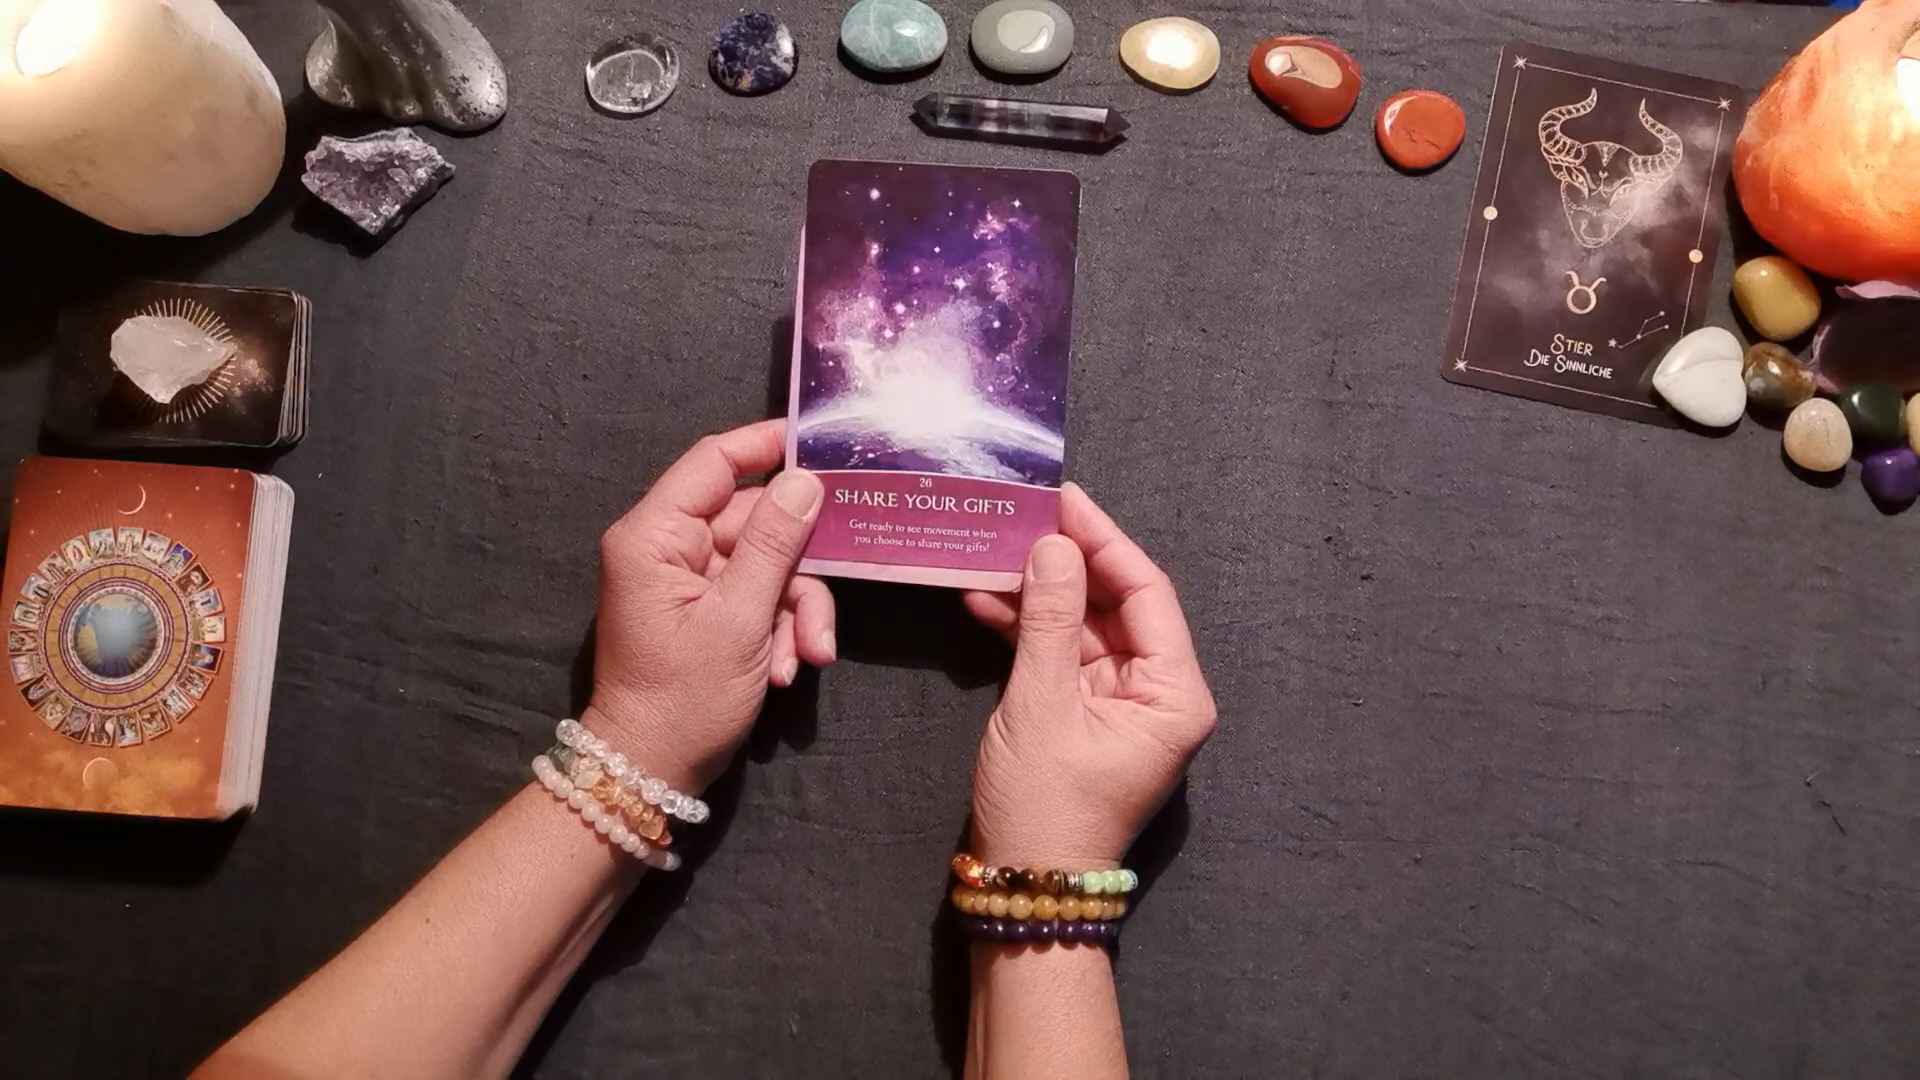 26
SHARE YOUR GIFTS
Get ready to see movement when
you choose to share your gifts!
STIER
DIE SINNLICHE